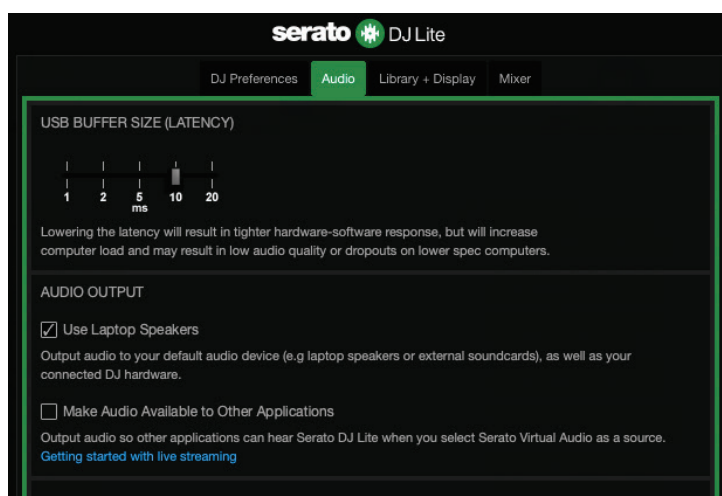 serato DJ Lite
DJ Preferences Audio Library + Display Mixer
USB BUFFER SIZE (LATENCY)
1 2 5 10 20
ms
Lowering the latency will result in tighter hardware-software response, but will increase
computer load and may result in low audio quality or dropouts on lower spec computers.
AUDIO OUTPUT
Use Laptop Speakers
Output audio to your default audio device (e.g laptop speakers or external soundcards), as well as your
connected DJ hardware.
Make Audio Available to Other Applications
Output audio so other applications can hear Serato DJ Lite when you select Serato Virtual Audio as a source.
Getting started with live streaming